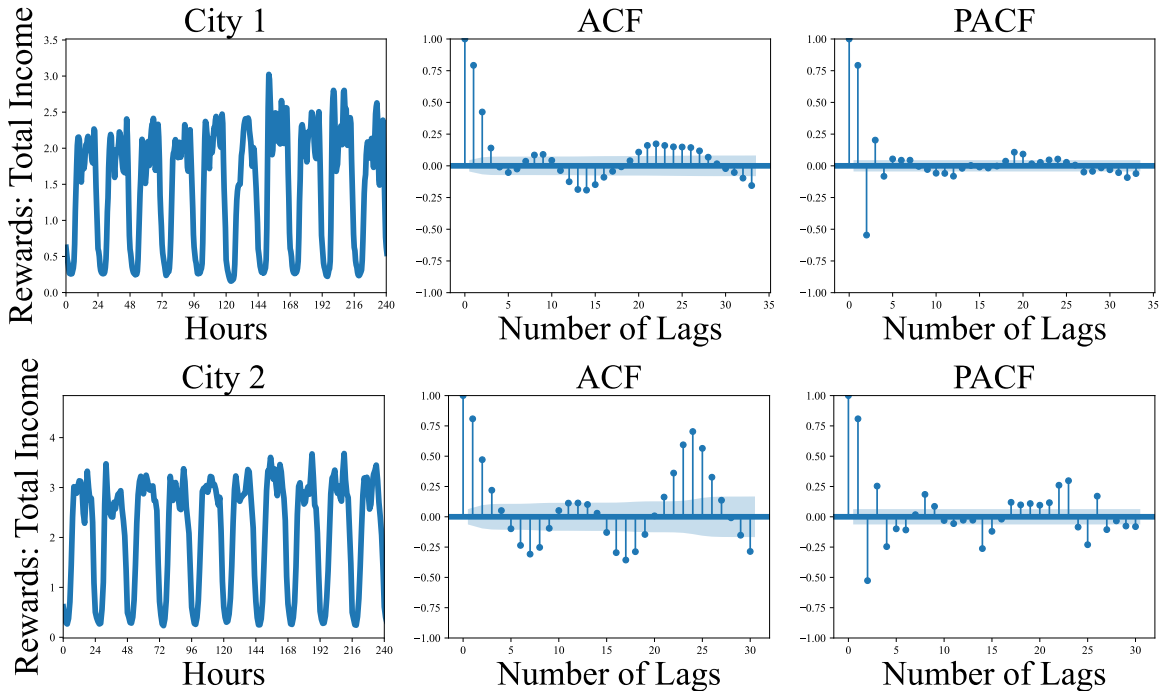 City 1
Rewards: Total Income
3.5
3.0
2.5
2.0
1.5
1.0
0.5
0.0
0 24 48 72 96 120 144 168 192 216 240
Hours
ACF
1.00
0.75
0.50
0.25
0.00
−0.25
−0.50
−0.75
−1.00
0 5 10 15 20 25 30 35
Number of Lags
PACF
1.00
0.75
0.50
0.25
0.00
−0.25
−0.50
−0.75
−1.00
0 5 10 15 20 25 30 35
Number of Lags
City 2
Rewards: Total Income
4
3
2
1
0
0 24 48 72 96 120 144 168 192 216 240
Hours
ACF
1.00
0.75
0.50
0.25
0.00
−0.25
−0.50
−0.75
−1.00
0 5 10 15 20 25 30
Number of Lags
PACF
1.00
0.75
0.50
0.25
0.00
−0.25
−0.50
−0.75
−1.00
0 5 10 15 20 25 30
Number of Lags